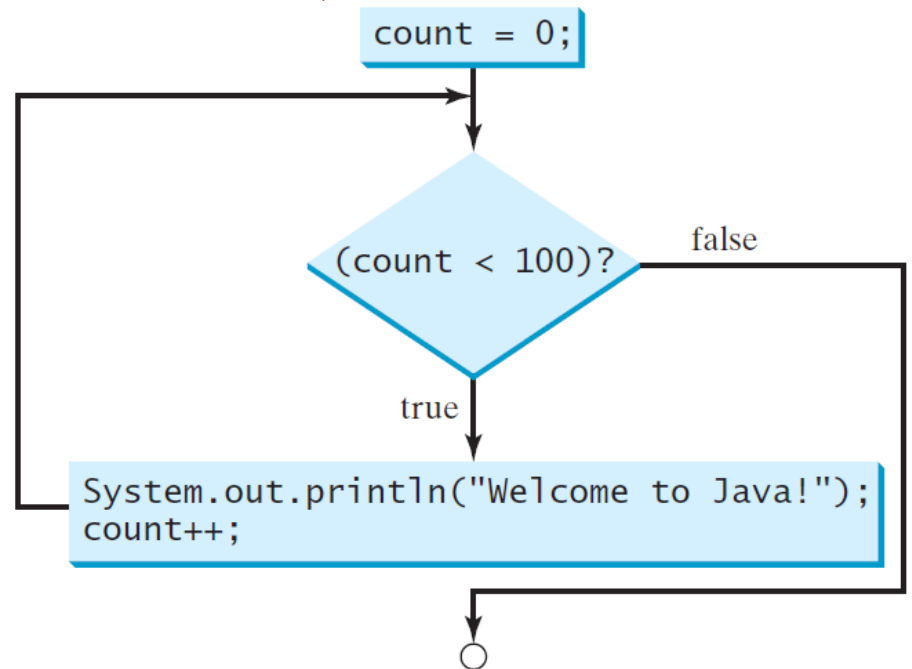 count = 0;
(count < 100)?
false
true
System.out.println("Welcome to Java!");
count++;